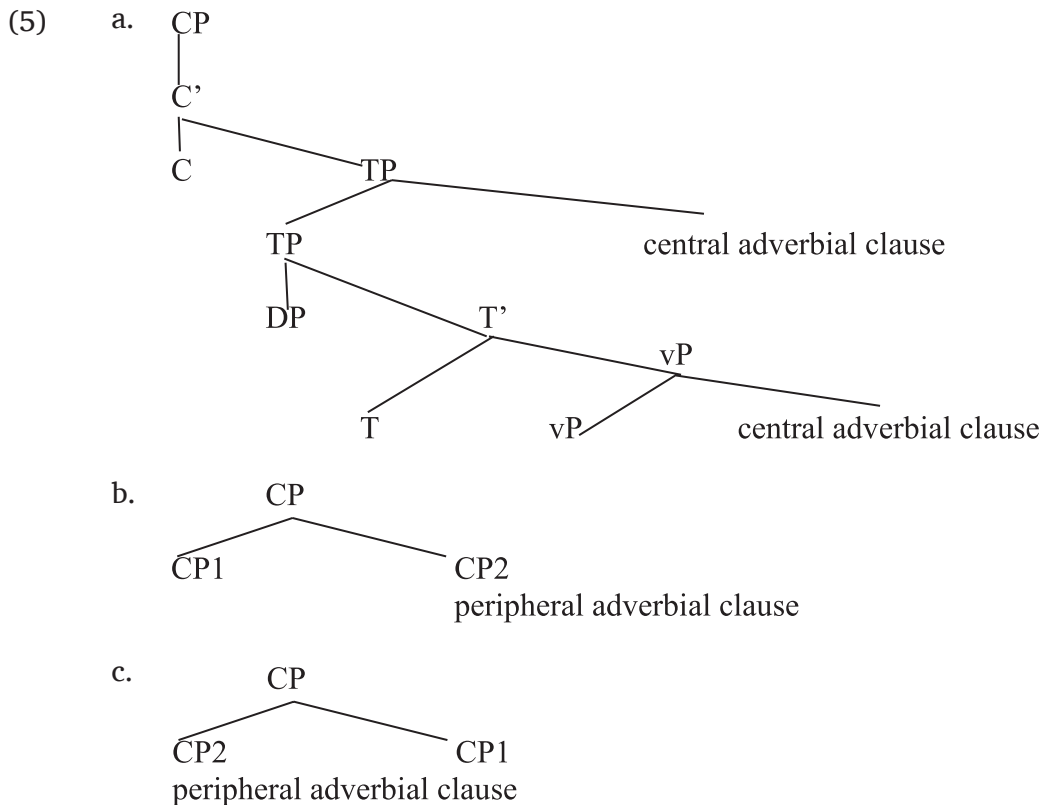 (5) a. CP
C’
C TP
TP central adverbial clause
DP T’
vP
T vP central adverbial clause
b. CP
CP1 CP2
peripheral adverbial clause
c. CP
CP2 CP1
peripheral adverbial clause